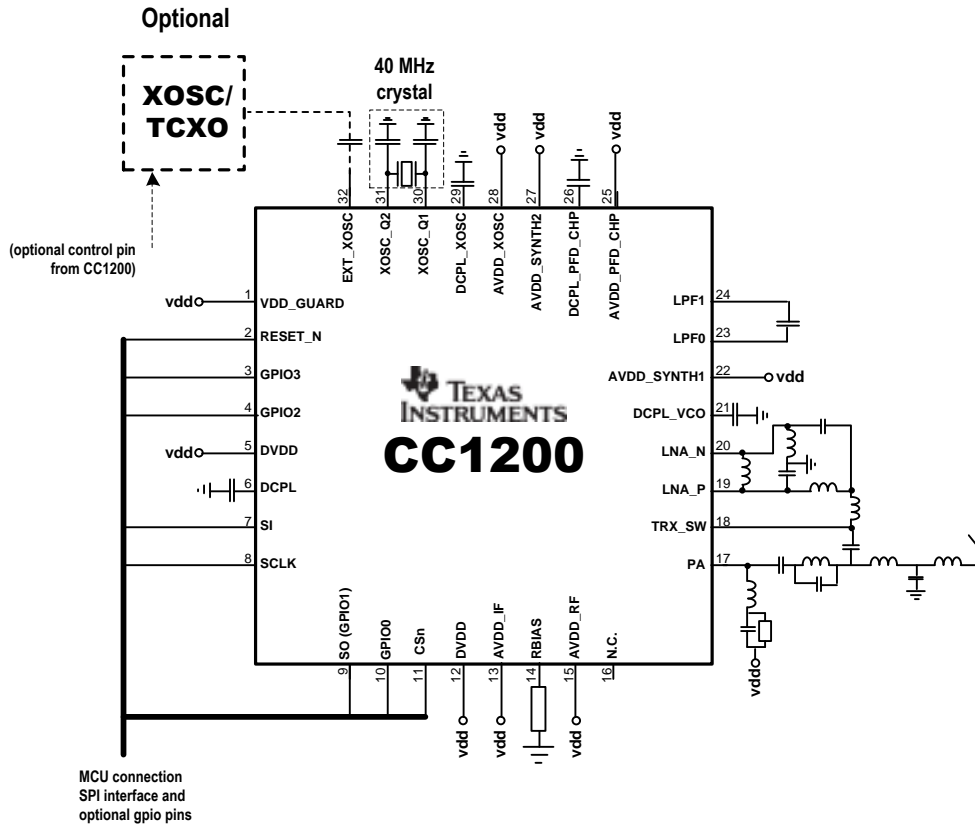 Optional
XOSC/
TCXO
(optional control pin
from CC1200)
40 MHz
crystal
vdd
vdd
vdd
32
31
30
29
28
27
26
25
EXT_XOSC
XOSC_Q2
XOSC_Q1
DCPL_XOSC
AVDD_XOSC
AVDD_SYNTH2
DCPL_PFD_CHP
AVDD_PFD_CHP
vdd
1
VDD_GUARD
2
RESET_N
3
GPIO3
4
GPIO2
vdd
5
DVDD
6
DCPL
7
SI
8
SCLK
TEXAS
INSTRUMENTS
CC1200
LPF1
24
LPF0
23
AVDD_SYNTH1
22
vdd
DCPL_VCO
21
LNA_N
20
LNA_P
19
TRX_SW
18
PA
17
vdd
SO (GPIO1)
GPIO0
CSn
DVDD
AVDD_IF
RBIAS
AVDD_RF
N.C.
9
10
11
12
13
14
15
16
vdd
vdd
vdd
MCU connection
SPI interface and
optional gpio pins